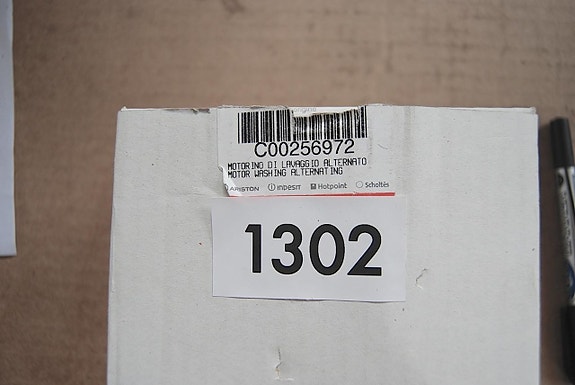 C00256972
MOTORINO DI LAVAGGIO ALTERNATO
MOTOR WASHING ALTERNATING
ARISTON indesit Hotpoint Scholtès
1302